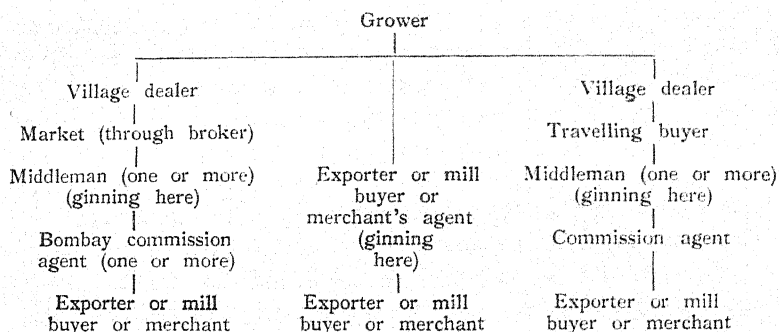 Grower
Village dealer
Market (through broker)
Middleman (one or more)
(ginning here)
Bombay commission
agent (one or more)
Exporter or mill
buyer or merchant
Exporter or mill
buyer or
merchant's agent
(ginning
here)
Exporter or mill
buyer or merchant
Village dealer
Travelling buyer
Middleman (one or more)
(ginning here)
Commission agent
Exporter or mill
buyer or merchant